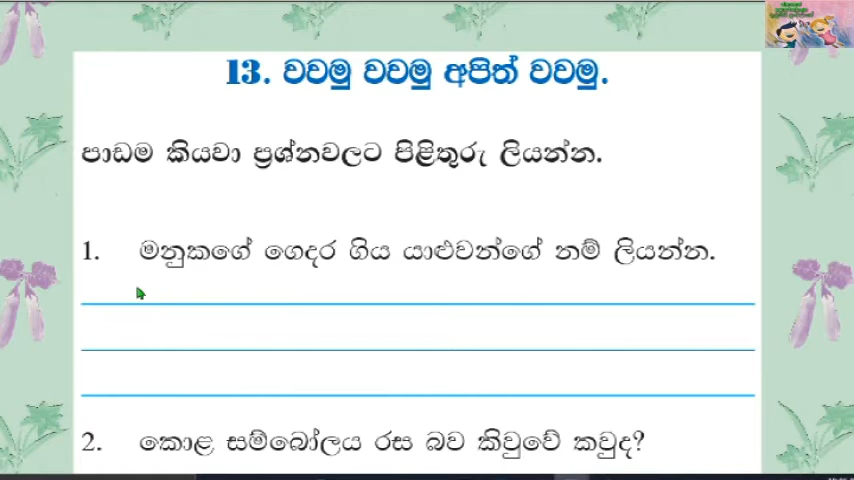 13. වවමු වවමු අපිත් වවමු.
පාඩම කියවා ප්‍රශ්නවලට පිළිතුරු ලියන්න.
1. මනුකගේ ගෙදර ගිය යාළුවන්ගේ නම් ලියන්න.
2. කොළ සම්බෝලය රස බව කිවුවේ කවුද?